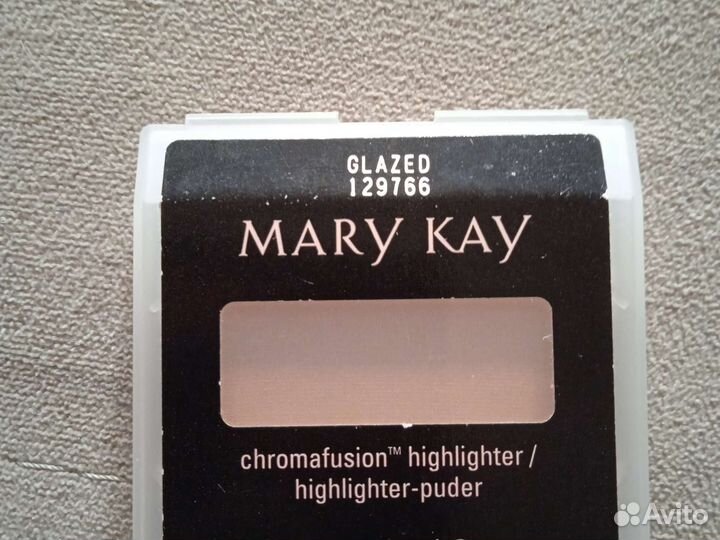 GLAZED
129766
MARY KAY
chromafusion™ highlighter /
highlighter-puder
Avito